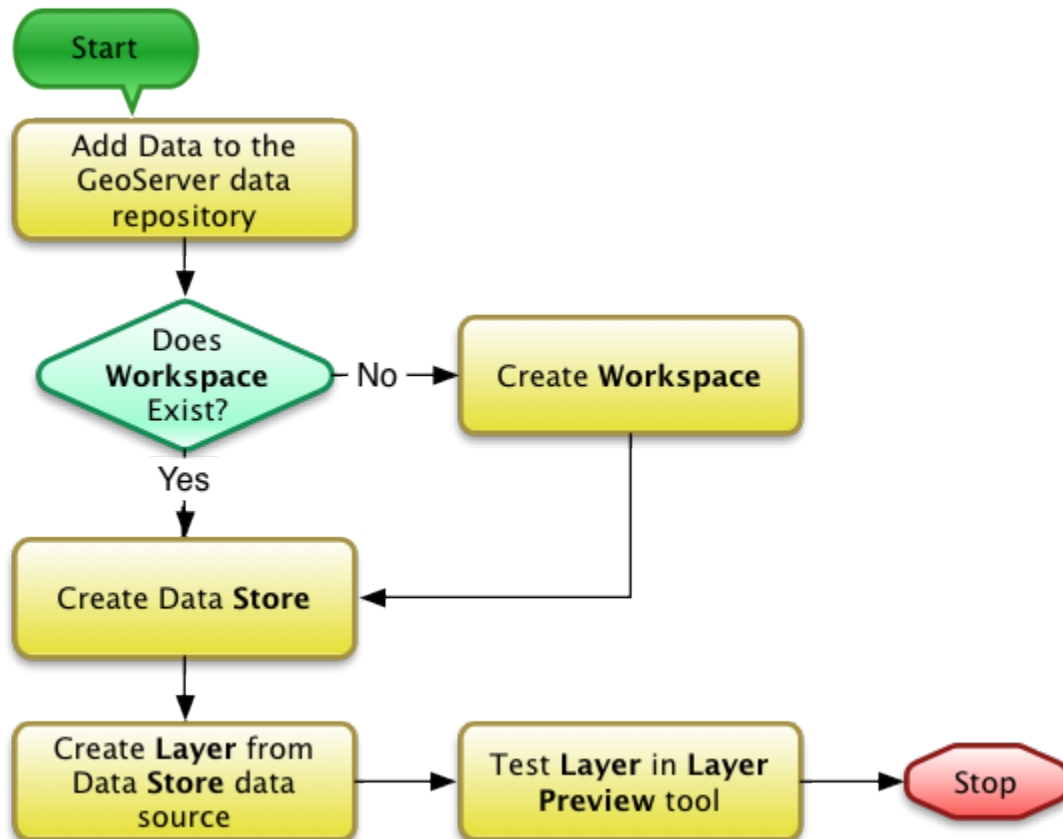 Start
Add Data to the
GeoServer data
repository
Does
Workspace
Exist?
No
Create Workspace
Yes
Create Data Store
Create Layer from
Data Store data
source
Test Layer in Layer
Preview tool
Stop